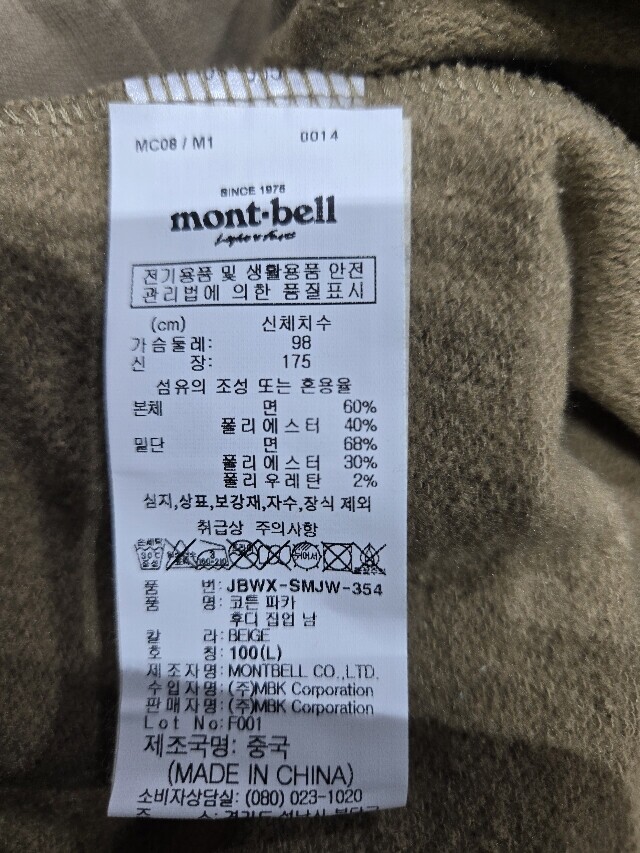 MC08 / M1 0014
SINCE 1975
mont-bell
전기용품 및 생활용품 안전
관리법에 의한 품질표시
(cm) 신체치수
가슴둘레: 98
신 장: 175
섬유의 조성 또는 혼용율
본체 면 60%
폴리에스터 40%
밑단 면 68%
폴리에스터 30%
폴리우레탄 2%
심지,상표,보강재,자수,장식 제외
취급상 주의사항
손세탁
30℃
중성
품 번: JBWX-SMJW-354
품 명: 코튼 파카
후디 집업 남
칼 라: BEIGE
호 칭: 100(L)
제조자명: MONTBELL CO.,LTD.
수입자명: (주)MBK Corporation
판매자명: (주)MBK Corporation
Lot No: F001
제조국명: 중국
(MADE IN CHINA)
소비자상담실: (080) 023-1020